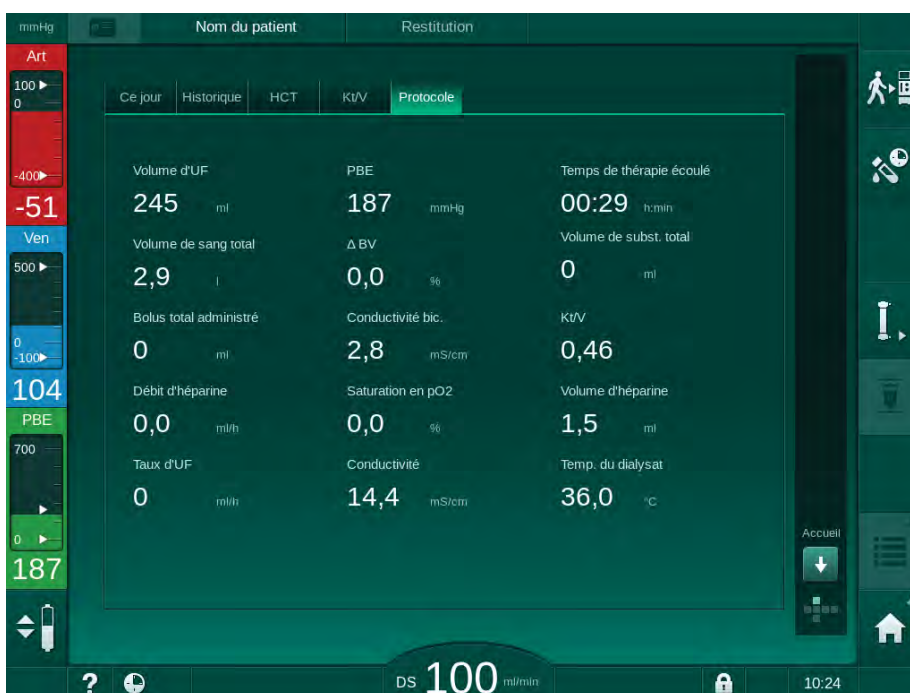 mmHg Nom du patient Restitution
Art
100
0
-400
-51
Ven
500
0
-100
104
PBE
700
0
187
Ce jour Historique HCT Kt/V Protocole
Volume d'UF PBE Temps de thérapie écoulé
245 ml 187 mmHg 00:29 h:min
Volume de sang total Δ BV Volume de subst. total
2,9 l 0,0 % 0 ml
Bolus total administré Conductivité bic. Kt/V
0 ml 2,8 mS/cm 0,46
Débit d'héparine Saturation en pO2 Volume d'héparine
0,0 ml/h 0,0 % 1,5 ml
Taux d'UF Conductivité Temp. du dialysat
0 ml/h 14,4 mS/cm 36,0 °C
Accueil
? DS 100 ml/min 10:24